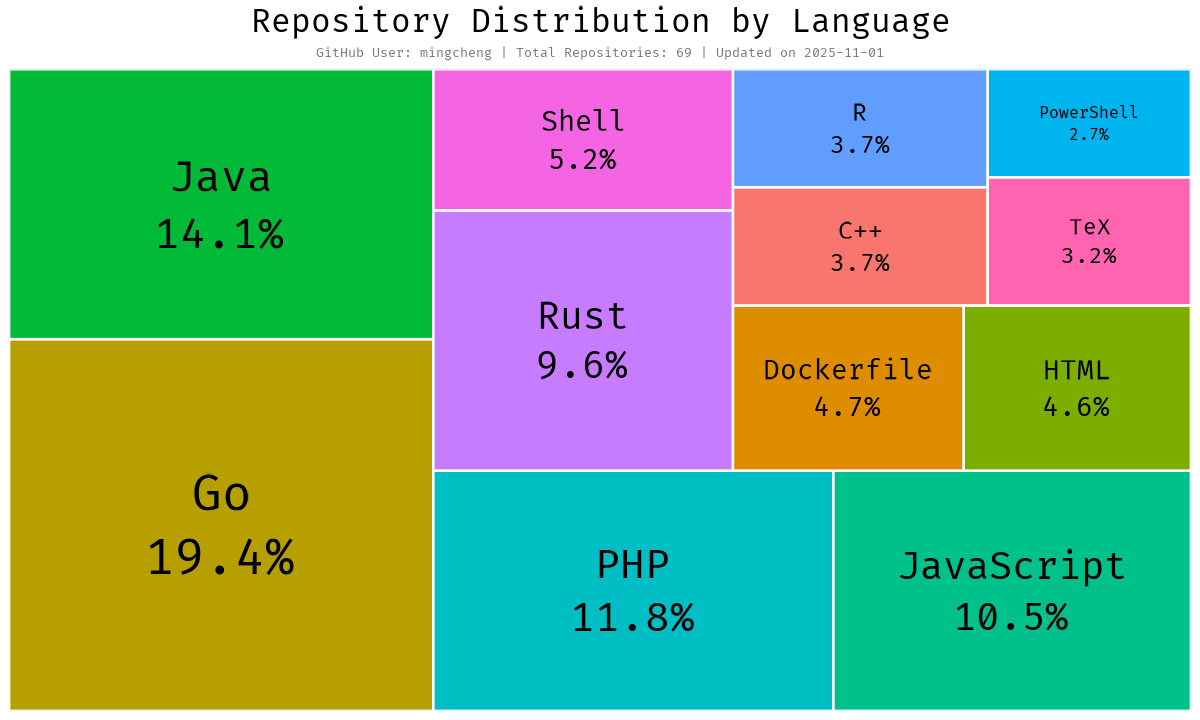 Repository Distribution by Language
GitHub User: mingcheng | Total Repositories: 69 | Updated on 2025-11-01
Java
14.1%
Go
19.4%
Shell
5.2%
Rust
9.6%
R
3.7%
C++
3.7%
PowerShell
2.7%
TeX
3.2%
Dockerfile
4.7%
HTML
4.6%
PHP
11.8%
JavaScript
10.5%